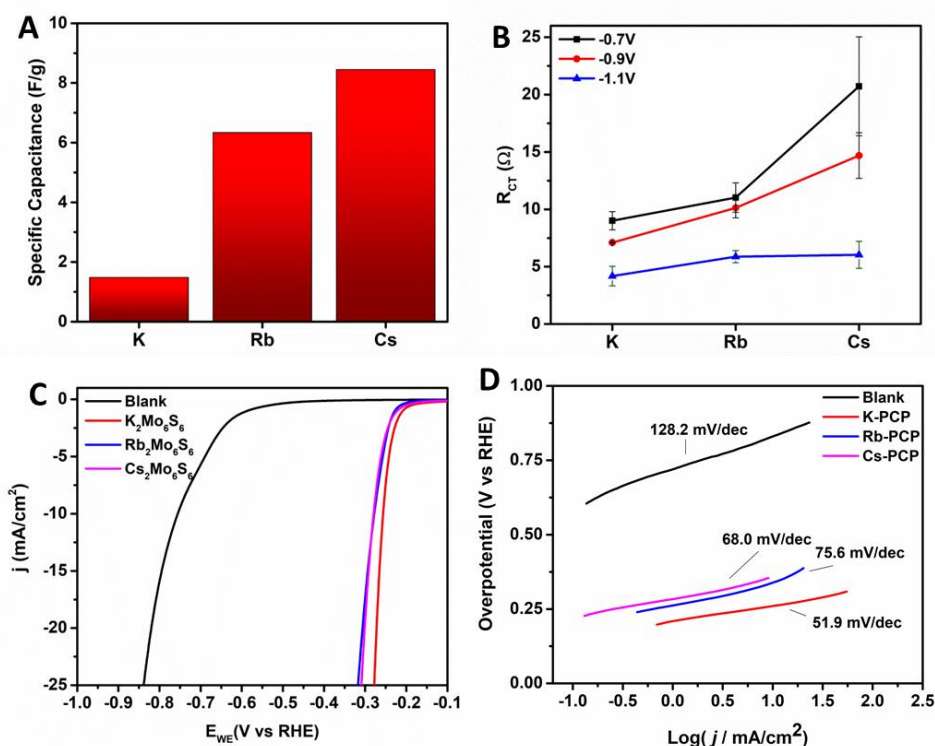 A
Specific Capacitance (F/g)
10
8
6
4
2
0
K
Rb
Cs
B
-0.7V
-0.9V
-1.1V
R_CT (Ω)
25
20
15
10
5
0
K
Rb
Cs
C
Blank
K₂Mo₆S₆
Rb₂Mo₆S₆
Cs₂Mo₆S₆
j (mA/cm²)
0
-5
-10
-15
-20
-25
-1.0
-0.9
-0.8
-0.7
-0.6
-0.5
-0.4
-0.3
-0.2
-0.1
E_WE(V vs RHE)
D
Blank
K-PCP
Rb-PCP
Cs-PCP
128.2 mV/dec
68.0 mV/dec
75.6 mV/dec
51.9 mV/dec
Overpotential (V vs RHE)
1.00
0.75
0.50
0.25
0.00
-1.0
-0.5
0.0
0.5
1.0
1.5
2.0
2.5
Log( j / mA/cm²)